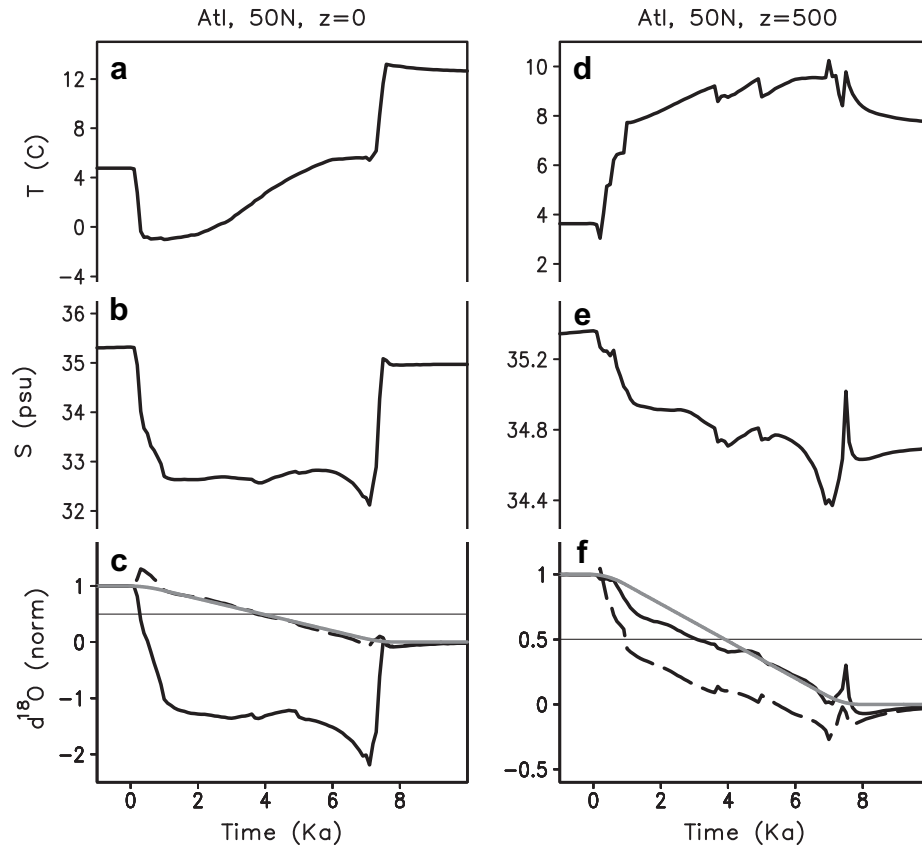 Atl, 50N, z=0
Atl, 50N, z=500
a
12
8
4
0
−4
T (C)
d
10
8
6
4
2
T (C)
b
36
35
34
33
32
S (psu)
e
35.2
34.8
34.4
c
1
0
−1
−2
d18O (norm)
f
1
0.5
0
−0.5
0 2 4 6 8
Time (Ka)
0 2 4 6 8
Time (Ka)